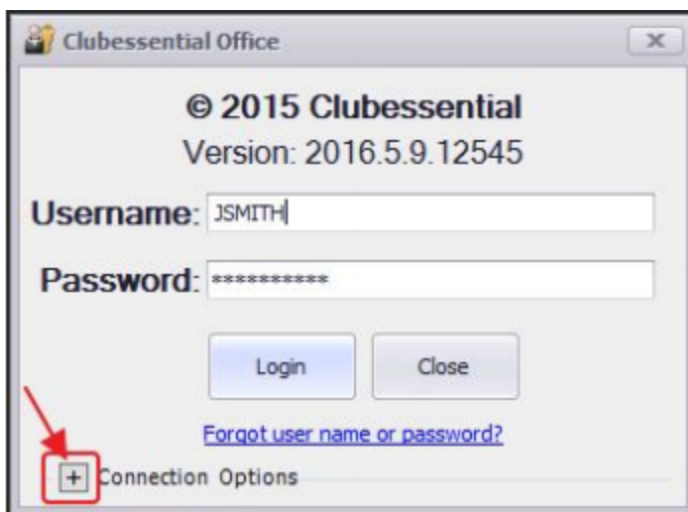 Clubessential Office
© 2015 Clubessential
Version: 2016.5.9.12545
Username: JSMITH
Password: **********
Login Close
Forgot user name or password?
+ Connection Options